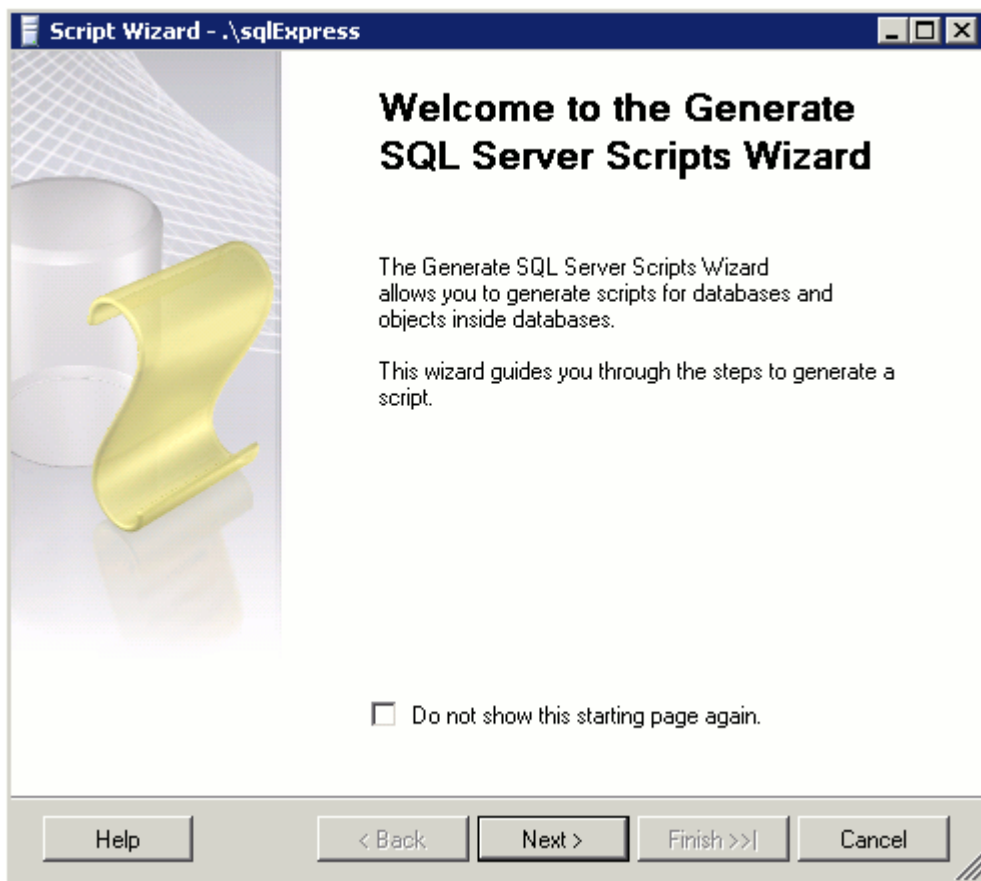 Script Wizard - .\sqlExpress
Welcome to the Generate
SQL Server Scripts Wizard
The Generate SQL Server Scripts Wizard
allows you to generate scripts for databases and
objects inside databases.
This wizard guides you through the steps to generate a
script.
Do not show this starting page again.
Help
< Back
Next >
Finish >>|
Cancel